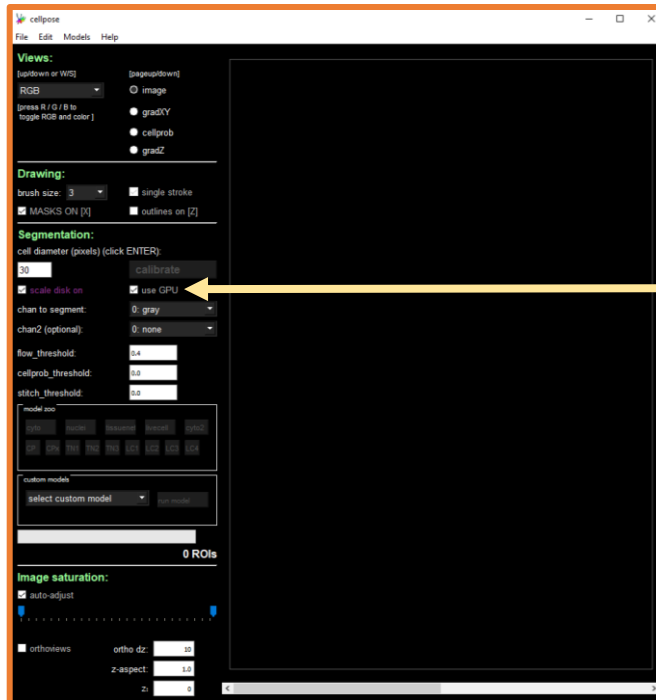 cellpose
File Edit Models Help
Views:
[up/down or W/S] [pageup/down]
RGB image
[press R / G / B to
toggle RGB and color ]
gradXY
cellprob
gradZ
Drawing:
brush size: 3 single stroke
MASKS ON [X] outlines on [Z]
Segmentation:
cell diameter (pixels) (click ENTER):
30 calibrate
scale disk on use GPU
chan to segment: 0: gray
chan2 (optional): 0: none
flow_threshold: 0.4
cellprob_threshold: 0.0
stitch_threshold: 0.0
model zoo
cyto nuclei tissuenet livecell cyto2
CP CPx TN1 TN2 TN3 LC1 LC2 LC3 LC4
custom models
select custom model run model
0 ROIs
Image saturation:
auto-adjust
orthoviews ortho dz: 10
z-aspect: 1.0
z: 0